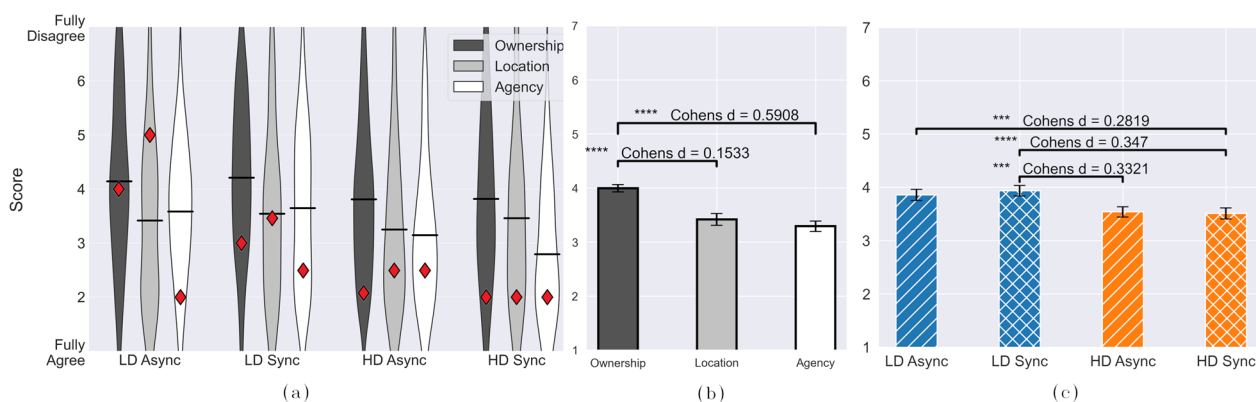 Fully
Disagree
6
5
4
3
2
Fully
Agree
Score
Ownership
Location
Agency
LD Async
LD Sync
HD Async
HD Sync
(a)
7
6
5
4
3
2
1
**** Cohens d = 0.5908
**** Cohens d = 0.1533
Ownership
Location
Agency
(b)
7
6
5
4
3
2
1
*** Cohens d = 0.2819
**** Cohens d = 0.347
*** Cohens d = 0.3321
LD Async
LD Sync
HD Async
HD Sync
(c)